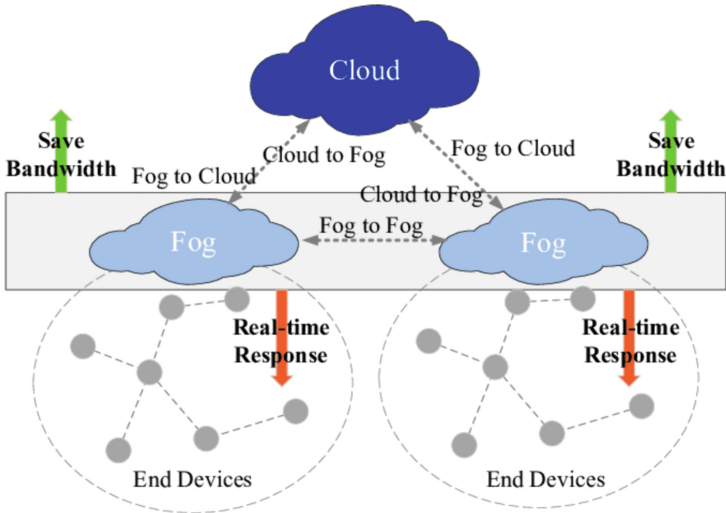 Cloud
Save
Bandwidth
Save
Bandwidth
Cloud to Fog
Fog to Cloud
Fog to Cloud
Cloud to Fog
Fog to Fog
Fog
Fog
Real-time
Response
Real-time
Response
End Devices
End Devices